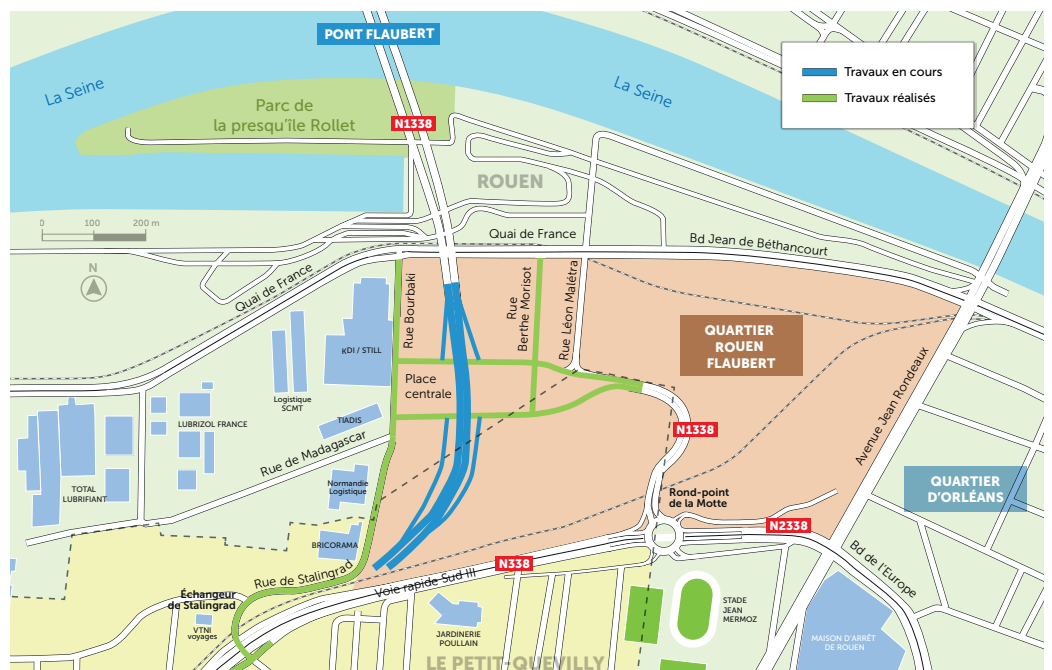 PONT FLAUBERT
Travaux en cours
Travaux réalisés
La Seine
La Seine
Parc de
la presqu'île Rollet
N1338
ROUEN
0 100 200 m
N
Quai de France
Bd Jean de Béthancourt
Quai de France
Rue Bourbaki
Rue
Berthe Morisot
Rue Léon Malétra
QUARTIER
ROUEN
FLAUBERT
KDI / STILL
Place
centrale
Logistique
SCMT
TIADIS
LUBRIZOL FRANCE
Rue de Madagascar
N1338
Avenue Jean Rondeaux
TOTAL
LUBRIFIANT
Normandie
Logistique
Rond-point
de la Motte
QUARTIER
D'ORLÉANS
N2338
BRICORAMA
N338
Bd de l'Europe
Rue de Stalingrad
Voie rapide Sud III
Échangeur
de Stalingrad
VTNI
voyages
JARDINERIE
POULLAIN
STADE
JEAN
MERMOZ
MAISON D'ARRÊT
DE ROUEN
LE PETIT-QUEVILLY